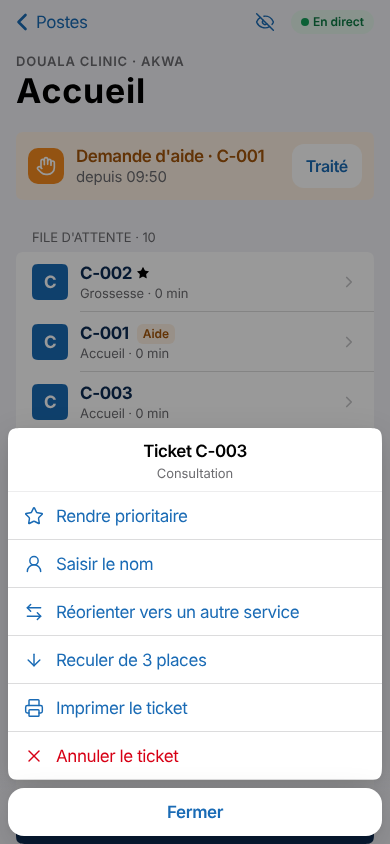 Postes
En direct
DOUALA CLINIC · AKWA
Accueil
Demande d'aide · C-001
depuis 09:50
Traité
FILE D'ATTENTE · 10
C
C-002 ★
Grossesse · 0 min
C
C-001 Aide
Accueil · 0 min
C
C-003
Accueil · 0 min
Ticket C-003
Consultation
Rendre prioritaire
Saisir le nom
Réorienter vers un autre service
Reculer de 3 places
Imprimer le ticket
Annuler le ticket
Fermer